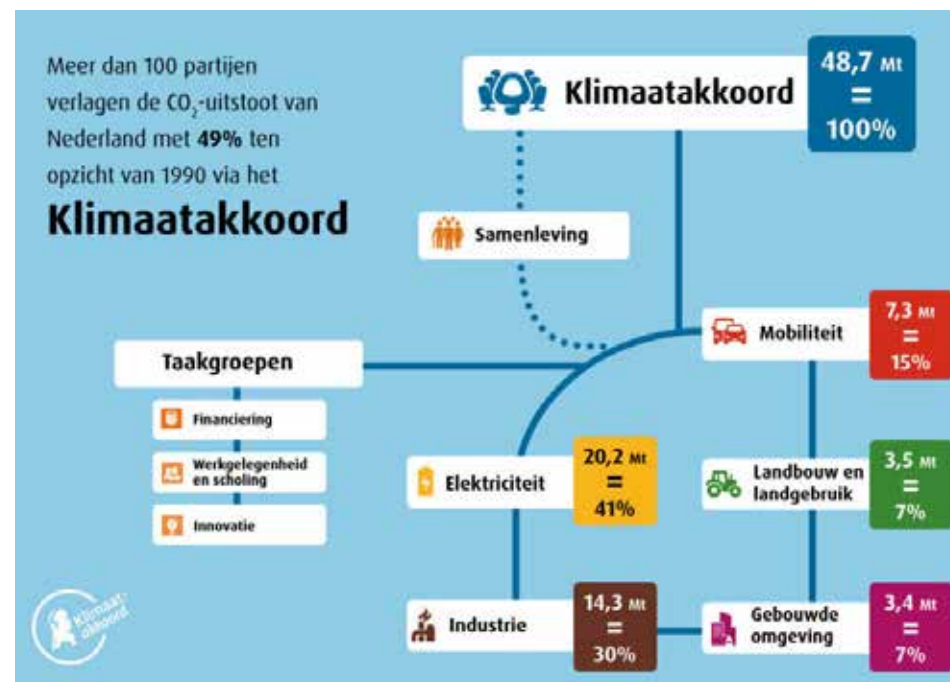 Meer dan 100 partijen
verlagen de CO₂-uitstoot van
Nederland met 49% ten
opzicht van 1990 via het
Klimaatakkoord
Klimaatakkoord
48,7 Mt
=
100%
Samenleving
Mobiliteit
7,3 Mt
=
15%
Taakgroepen
Financiering
Werkgelegenheid
en scholing
Innovatie
Elektriciteit
20,2 Mt
=
41%
Landbouw en
landgebruik
3,5 Mt
=
7%
Industrie
14,3 Mt
=
30%
Gebouwde
omgeving
3,4 Mt
=
7%
Klimaat-
akkoord